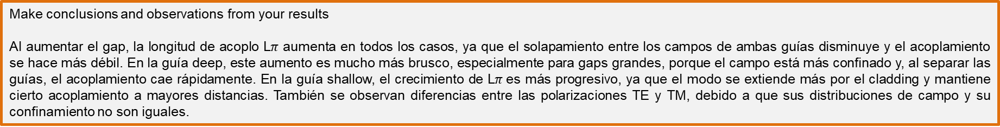 Make conclusions and observations from your results
Al aumentar el gap, la longitud de acoplo L𝜋 aumenta en todos los casos, ya que el solapamiento entre los campos de ambas guías disminuye y el acoplamiento
se hace más débil. En la guía deep, este aumento es mucho más brusco, especialmente para gaps grandes, porque el campo está más confinado y, al separar las
guías, el acoplamiento cae rápidamente. En la guía shallow, el crecimiento de L𝜋 es más progresivo, ya que el modo se extiende más por el cladding y mantiene
cierto acoplamiento a mayores distancias. También se observan diferencias entre las polarizaciones TE y TM, debido a que sus distribuciones de campo y su
confinamiento no son iguales.